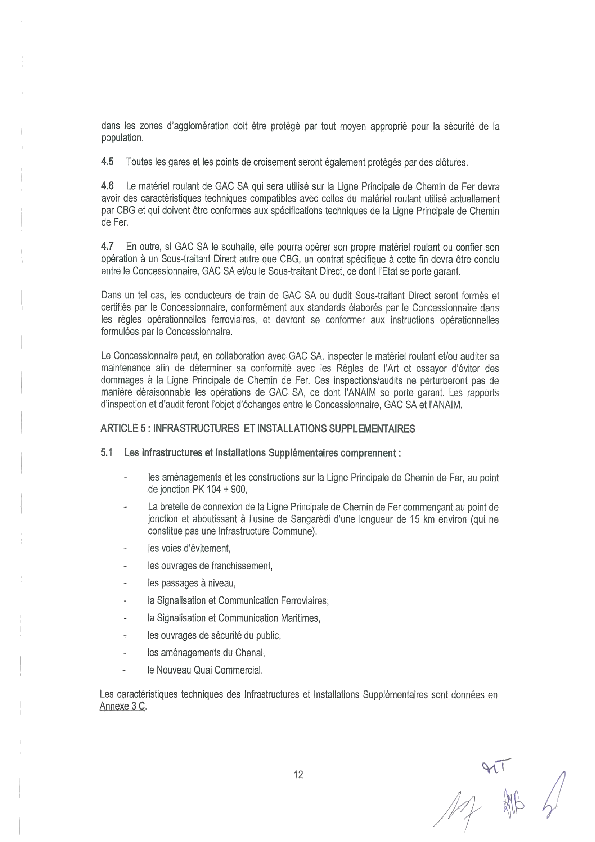 dans les zones d'agglomération doit être protégé par tout moyen approprié pour la sécurité de la
population.
4.5 Toutes les gares et les points de croisement seront également protégés par des clôtures.
4.6 Le matériel roulant de GAC SA qui sera utilisé sur la Ligne Principale de Chemin de Fer devra
avoir des caractéristiques techniques compatibles avec celles du matériel roulant utilisé actuellement
par CBG et qui doivent être conformes aux spécifications techniques de la Ligne Principale de Chemin
de Fer.
4.7 En outre, si GAC SA le souhaite, elle pourra opérer son propre matériel roulant ou confier son
opération à un Sous-traitant Direct autre que CBG, un contrat spécifique à cette fin devra être conclu
entre le Concessionnaire, GAC SA et/ou le Sous-traitant Direct, ce dont l'Etat se porte garant.
Dans un tel cas, les conducteurs de train de GAC SA ou dudit Sous-traitant Direct seront formés et
certifiés par le Concessionnaire, conformément aux standards élaborés par le Concessionnaire dans
les règles opérationnelles ferroviaires, et devront se conformer aux instructions opérationnelles
formulées par le Concessionnaire.
Le Concessionnaire peut, en collaboration avec GAC SA, inspecter le matériel roulant et/ou auditer sa
maintenance afin de déterminer sa conformité avec les Règles de l'Art et essayer d'éviter des
dommages à la Ligne Principale de Chemin de Fer. Ces inspections/audits ne perturberont pas de
manière déraisonnable les opérations de GAC SA, ce dont l'ANAIM se porte garant. Les rapports
d'inspection et d'audit feront l'objet d'échanges entre le Concessionnaire, GAC SA et l'ANAIM.
ARTICLE 5 : INFRASTRUCTURES ET INSTALLATIONS SUPPLEMENTAIRES
5.1 Les Infrastructures et Installations Supplémentaires comprennent :
- les aménagements et les constructions sur la Ligne Principale de Chemin de Fer, au point
de jonction PK 104 + 900,
- La bretelle de connexion de la Ligne Principale de Chemin de Fer commençant au point de
jonction et aboutissant à l'usine de Sangarédi d'une longueur de 15 km environ (qui ne
constitue pas une Infrastructure Commune).
- les voies d'évitement,
- les ouvrages de franchissement,
- les passages à niveau,
- la Signalisation et Communication Ferroviaires,
- la Signalisation et Communication Maritimes,
- les ouvrages de sécurité du public,
- les aménagements du Chenal,
- le Nouveau Quai Commercial.
Les caractéristiques techniques des Infrastructures et Installations Supplémentaires sont données en
Annexe 3 C.
12